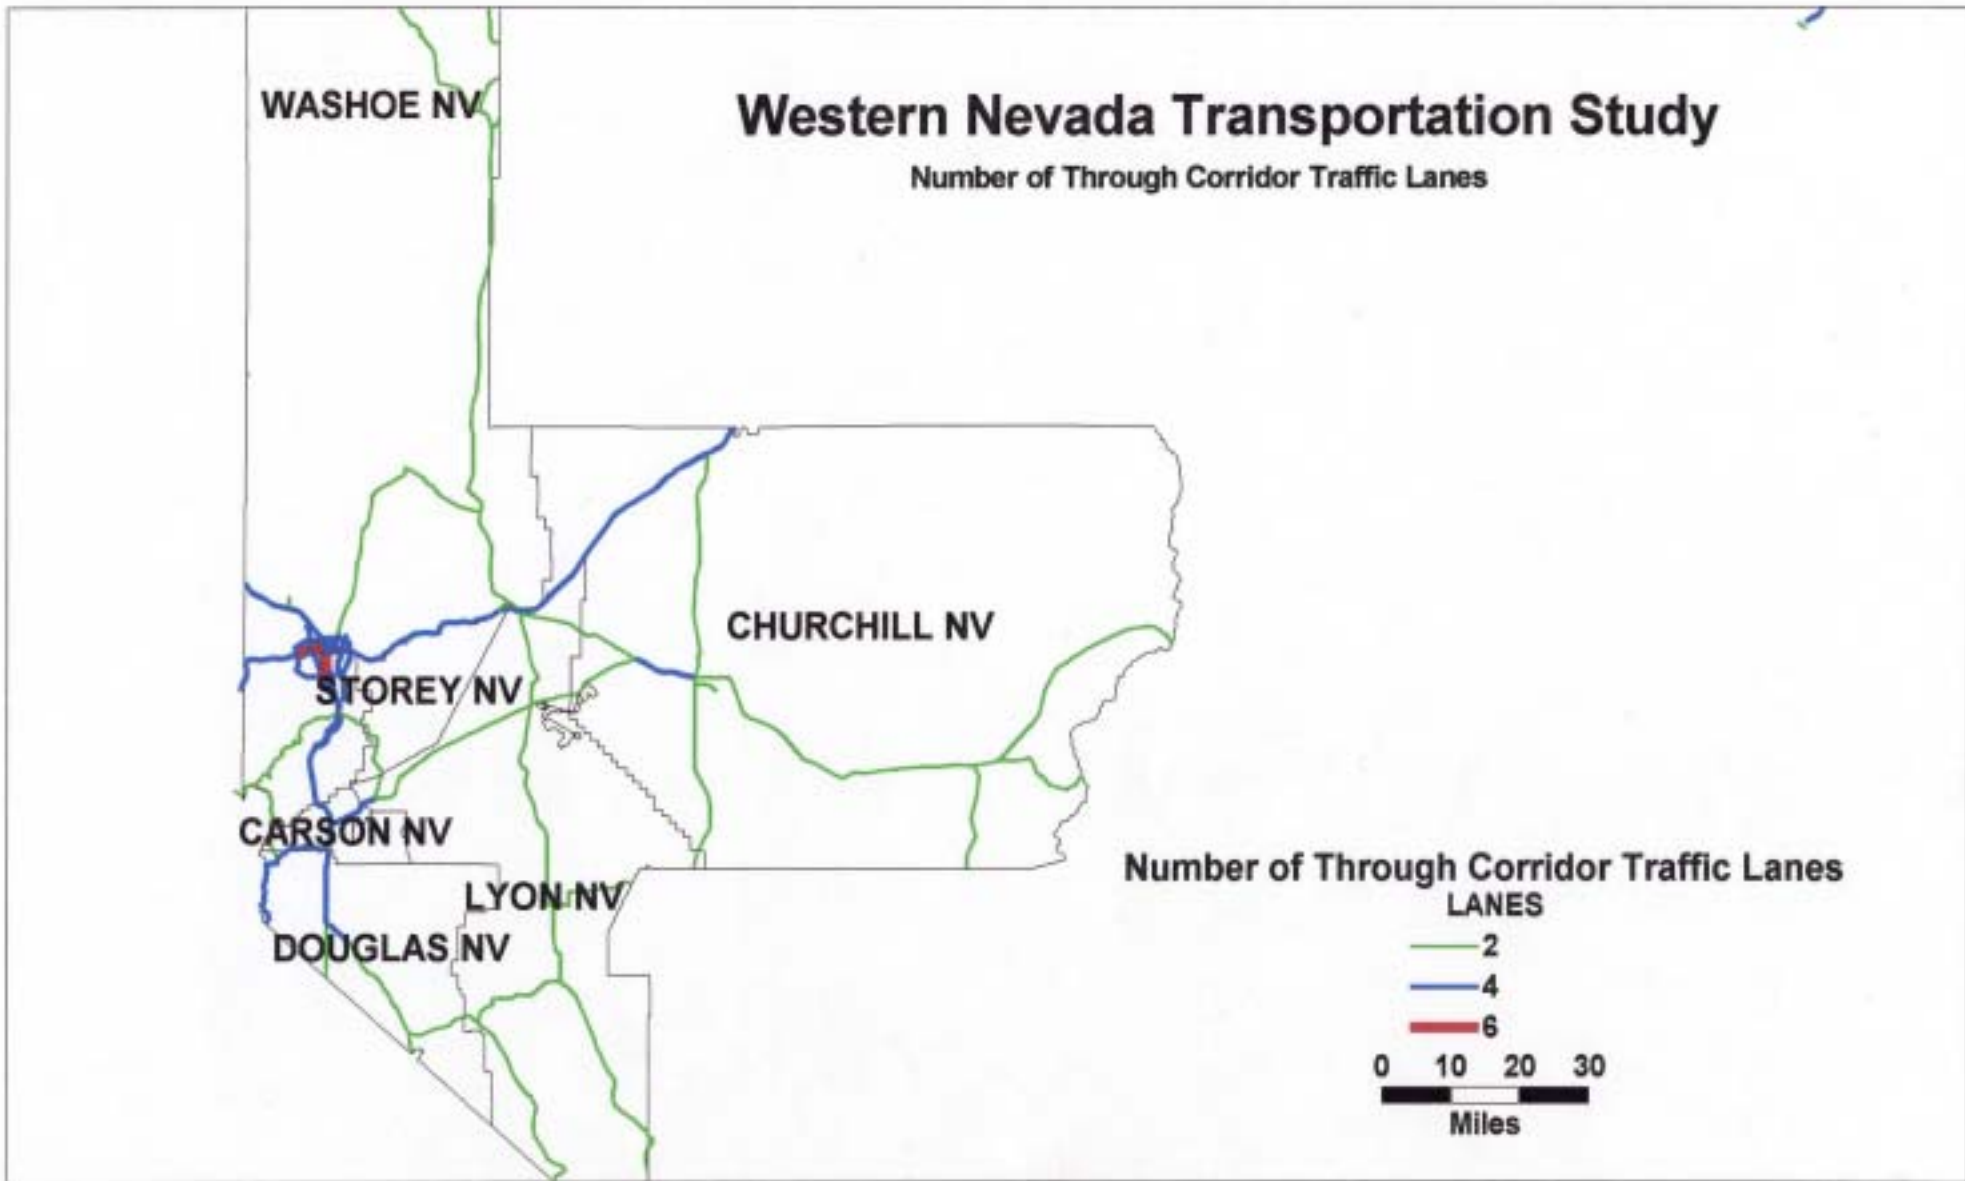 WASHOE NV
Western Nevada Transportation Study
Number of Through Corridor Traffic Lanes
CHURCHILL NV
STOREY NV
CARSON NV
LYON NV
DOUGLAS NV
Number of Through Corridor Traffic Lanes
LANES
2
4
6
0 10 20 30
Miles